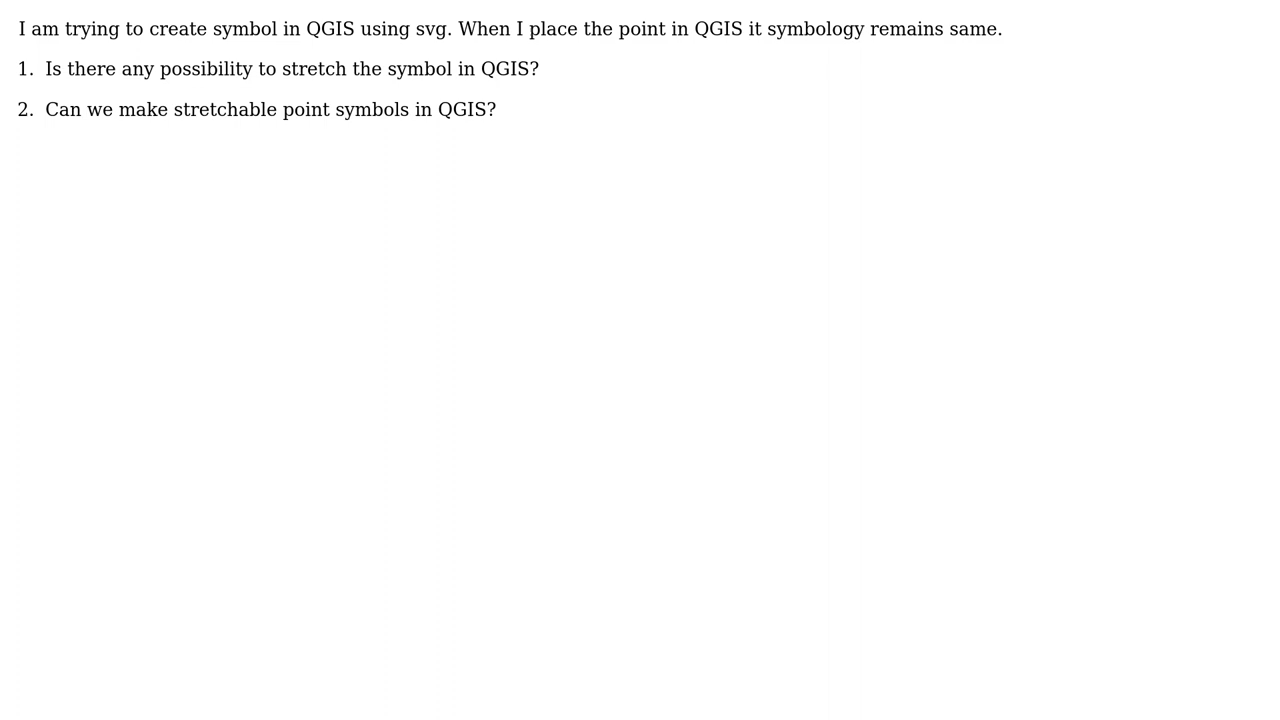 I am trying to create symbol in QGIS using svg. When I place the point in QGIS it symbology remains same.
1. Is there any possibility to stretch the symbol in QGIS?
2. Can we make stretchable point symbols in QGIS?